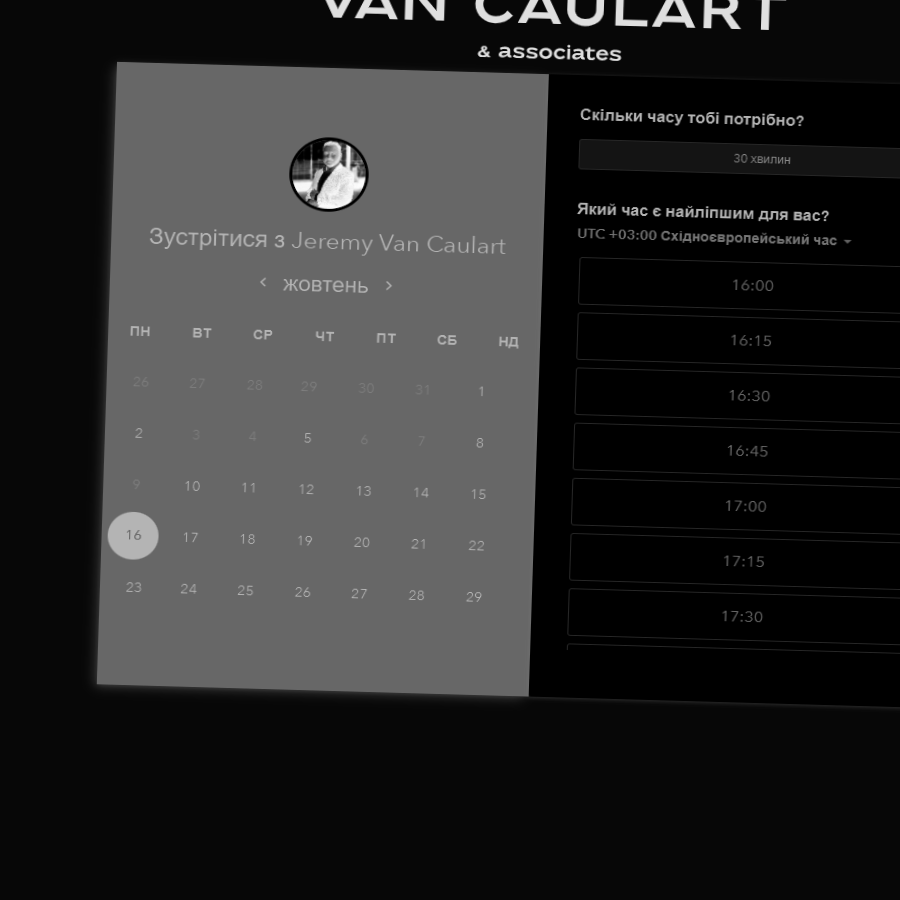 VAN CAULART
& associates
Зустрітися з Jeremy Van Caulart
‹ жовтень ›
ПН ВТ СР ЧТ ПТ СБ НД
26 27 28 29 30 31 1
2 3 4 5 6 7 8
9 10 11 12 13 14 15
16 17 18 19 20 21 22
23 24 25 26 27 28 29
Скільки часу тобі потрібно?
30 хвилин
Який час є найліпшим для вас?
UTC +03:00 Східноєвропейський час
16:00
16:15
16:30
16:45
17:00
17:15
17:30